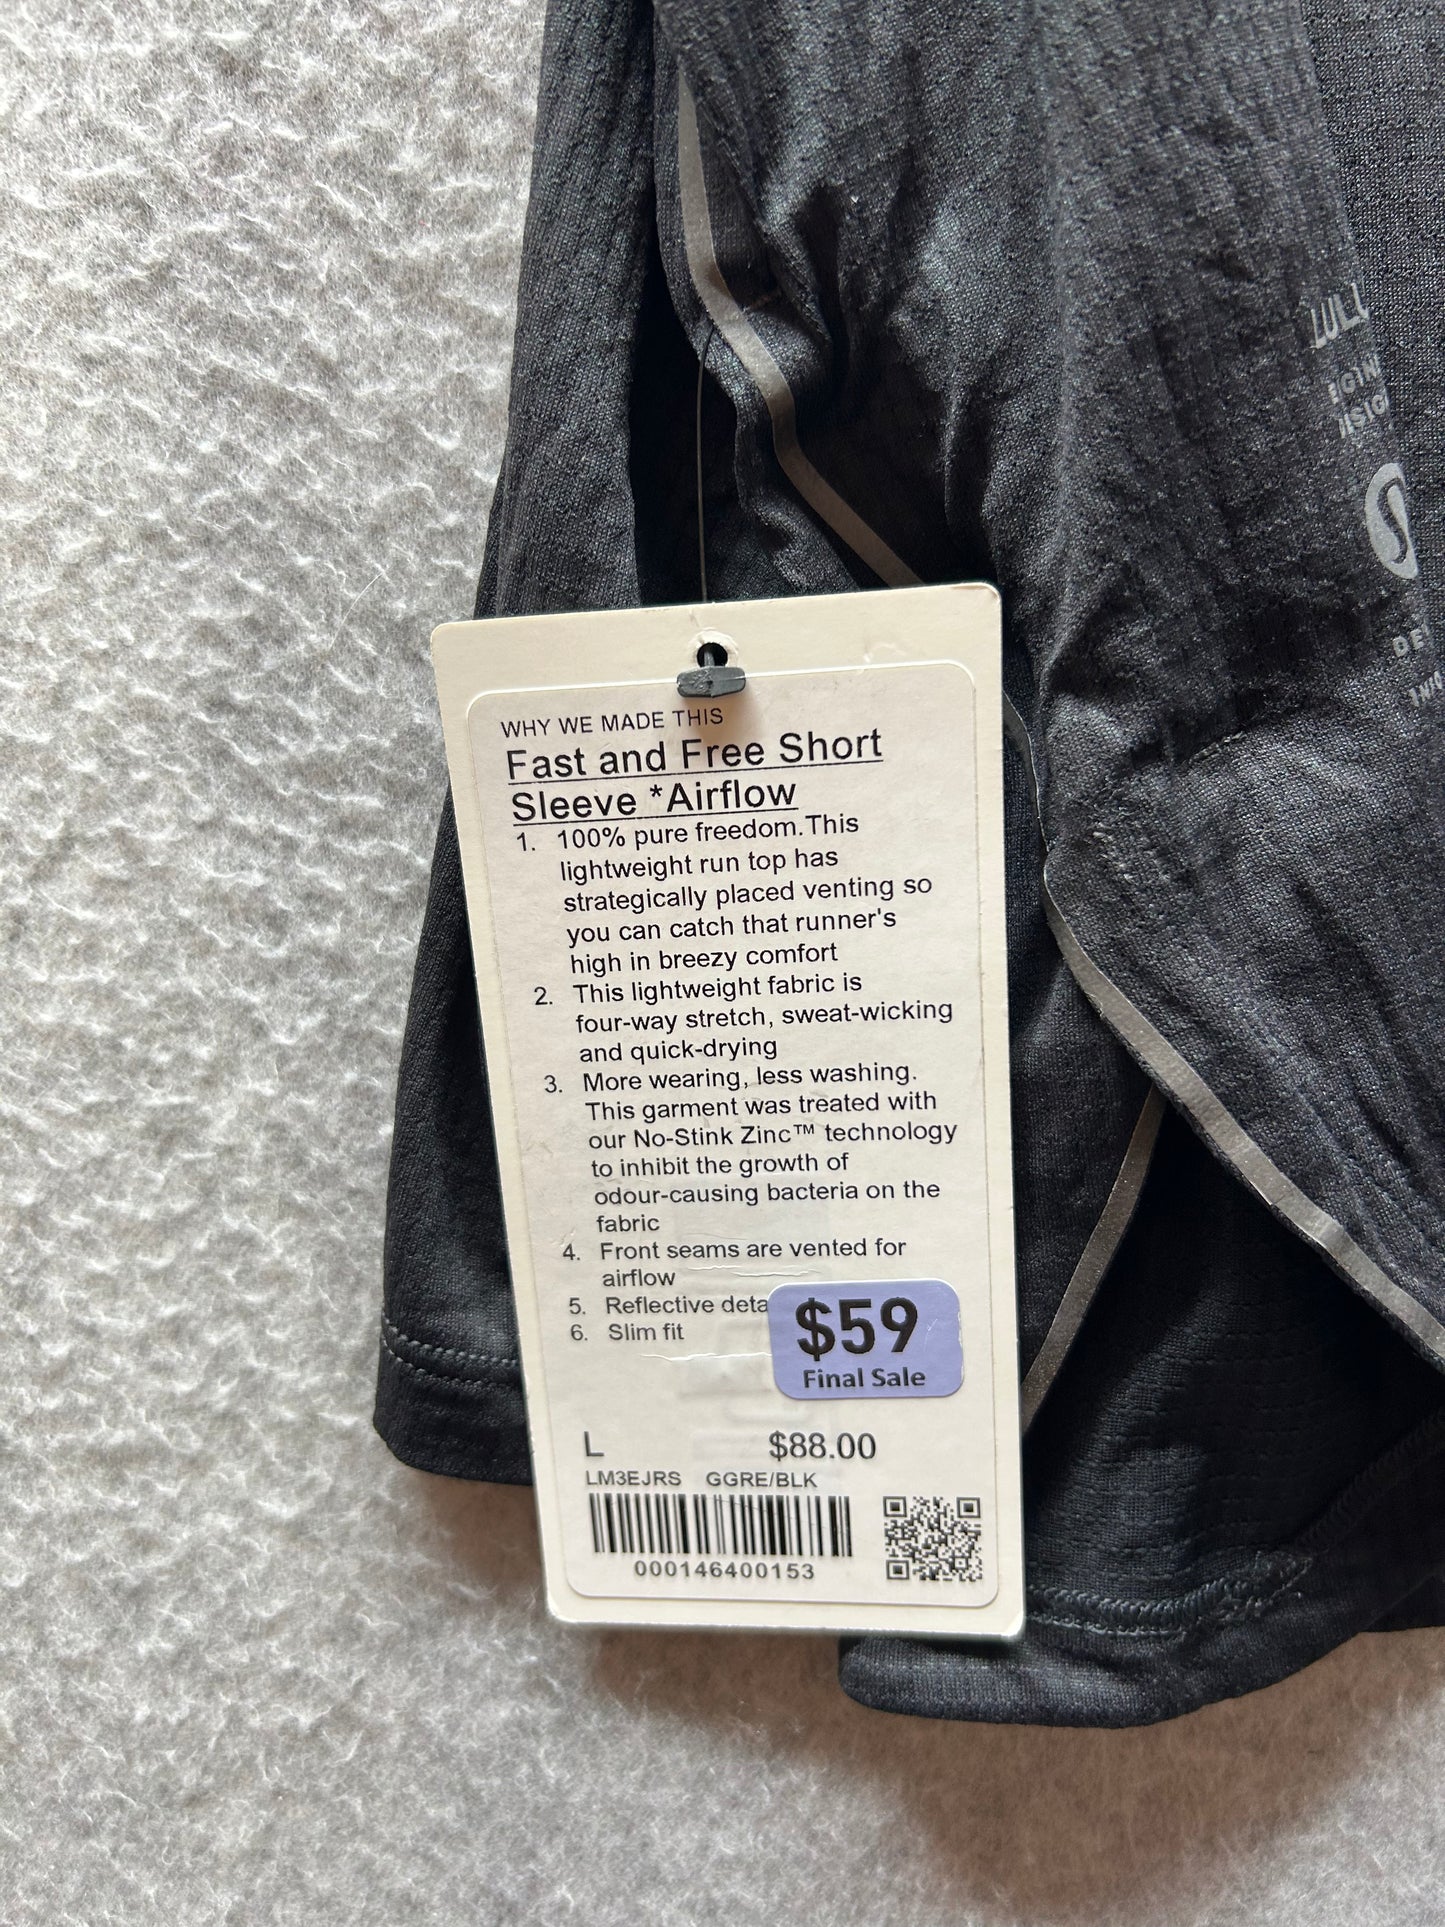 LULU
WHY WE MADE THIS
Fast and Free Short
Sleeve *Airflow
1. 100% pure freedom.This
lightweight run top has
strategically placed venting so
you can catch that runner's
high in breezy comfort
2. This lightweight fabric is
four-way stretch, sweat-wicking
and quick-drying
3. More wearing, less washing.
This garment was treated with
our No-Stink Zinc™ technology
to inhibit the growth of
odour-causing bacteria on the
fabric
4. Front seams are vented for
airflow
5. Reflective deta
6. Slim fit
$59
Final Sale
L $88.00
LM3EJRS GGRE/BLK
000146400153